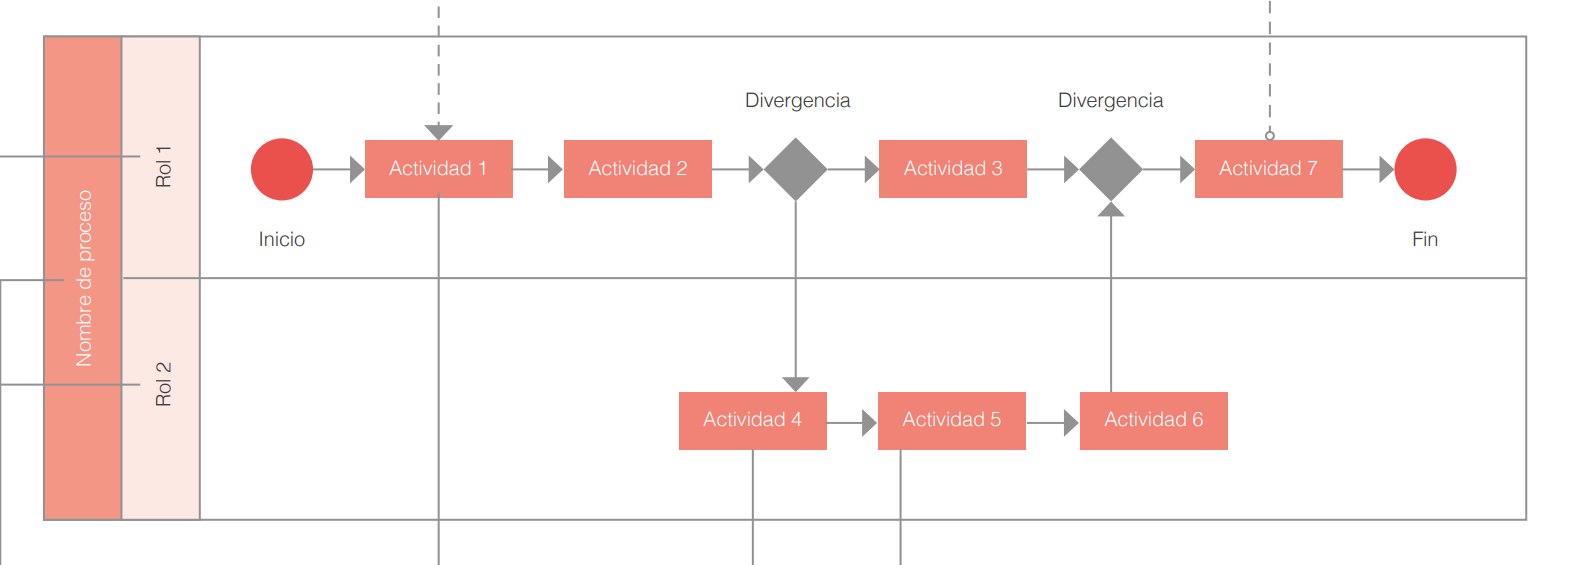 Nombre de proceso
Rol 1
Rol 2
Divergencia
Divergencia
Actividad 1
Actividad 2
Actividad 3
Actividad 7
Inicio
Fin
Actividad 4
Actividad 5
Actividad 6